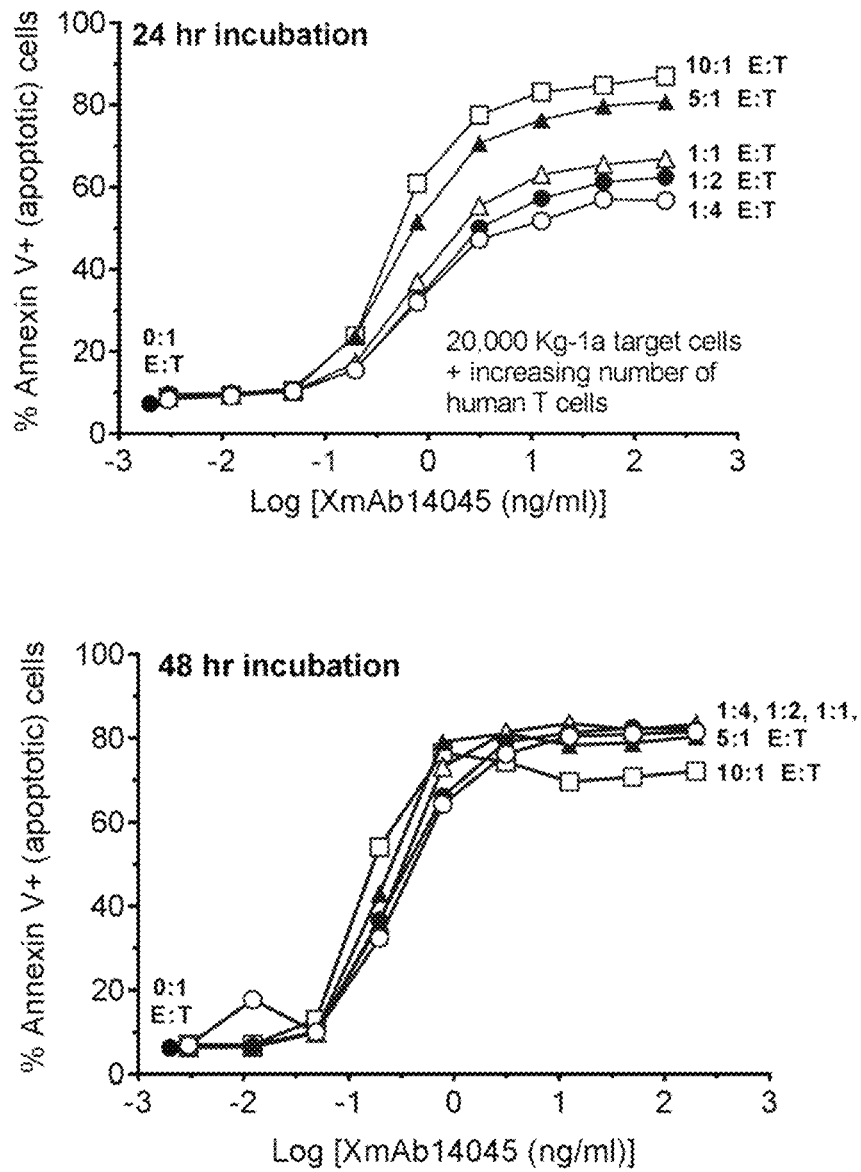 % Annexin V+ (apoptotic) cells
24 hr incubation
100
80
60
40
20
0
10:1 E:T
5:1 E:T
1:1 E:T
1:2 E:T
1:4 E:T
0:1
E:T
20,000 Kg-1a target cells
+ increasing number of
human T cells
-3 -2 -1 0 1 2 3
Log [XmAb14045 (ng/ml)]
% Annexin V+ (apoptotic) cells
48 hr incubation
100
80
60
40
20
0
1:4, 1:2, 1:1,
5:1 E:T
10:1 E:T
0:1
E:T
-3 -2 -1 0 1 2 3
Log [XmAb14045 (ng/ml)]